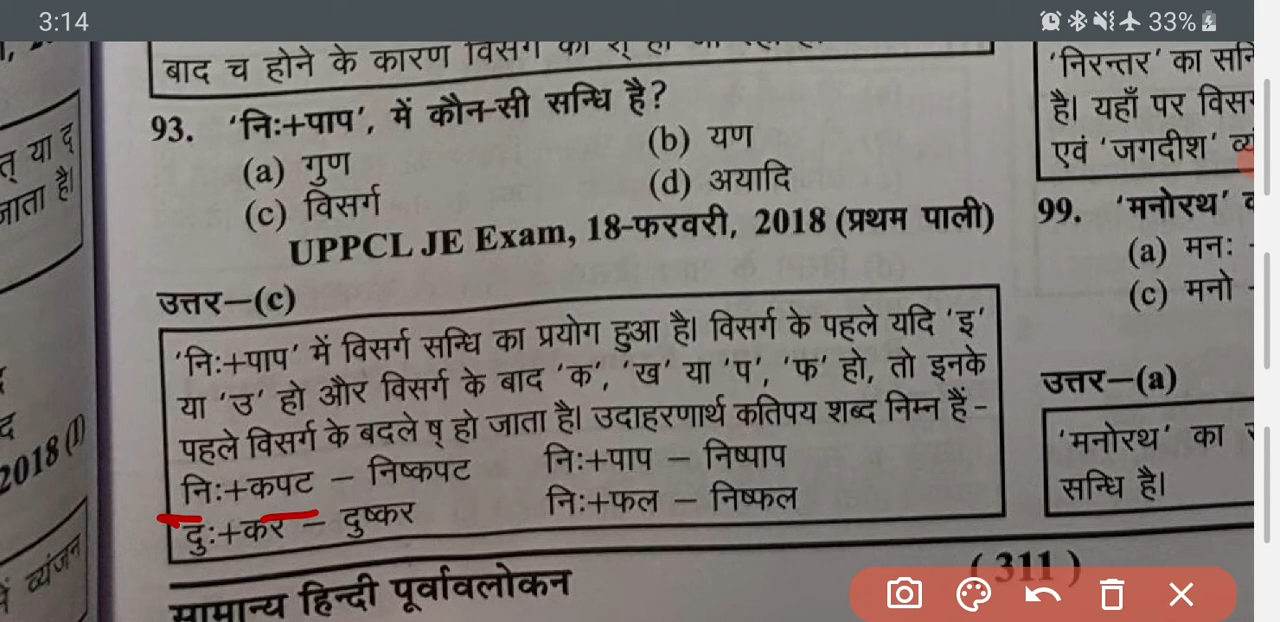 3:14
33%
बाद च होने के कारण विसर्ग का श् हो
93. 'निः+पाप', में कौन-सी सन्धि है?
(a) गुण
(b) यण
(c) विसर्ग
(d) अयादि
UPPCL JE Exam, 18-फरवरी, 2018 (प्रथम पाली)
उत्तर–(c)
'निः+पाप' में विसर्ग सन्धि का प्रयोग हुआ है। विसर्ग के पहले यदि 'इ'
या 'उ' हो और विसर्ग के बाद 'क', 'ख' या 'प', 'फ' हो, तो इनके
पहले विसर्ग के बदले ष् हो जाता है। उदाहरणार्थ कतिपय शब्द निम्न हैं –
निः+कपट – निष्कपट
निः+पाप – निष्पाप
दुः+कर – दुष्कर
निः+फल – निष्फल
सामान्य हिन्दी पूर्वावलोकन
( 311 )
त् या द्
जाता है।
2018 (I)
व्यंजन
'निरन्तर' का
है। यहाँ पर
एवं 'जगदीश'
99. 'मनोरथ'
(a) मनः
(c) मनो
उत्तर–(a)
'मनोरथ' का
सन्धि है।